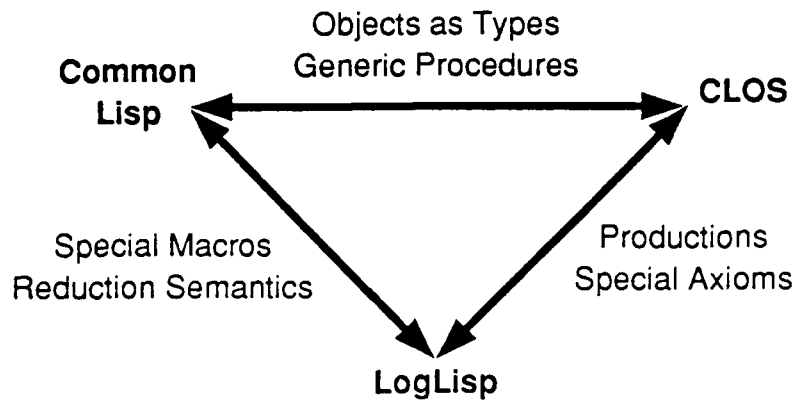 Objects as Types
Generic Procedures
Common
Lisp
CLOS
Special Macros
Reduction Semantics
Productions
Special Axioms
LogLisp